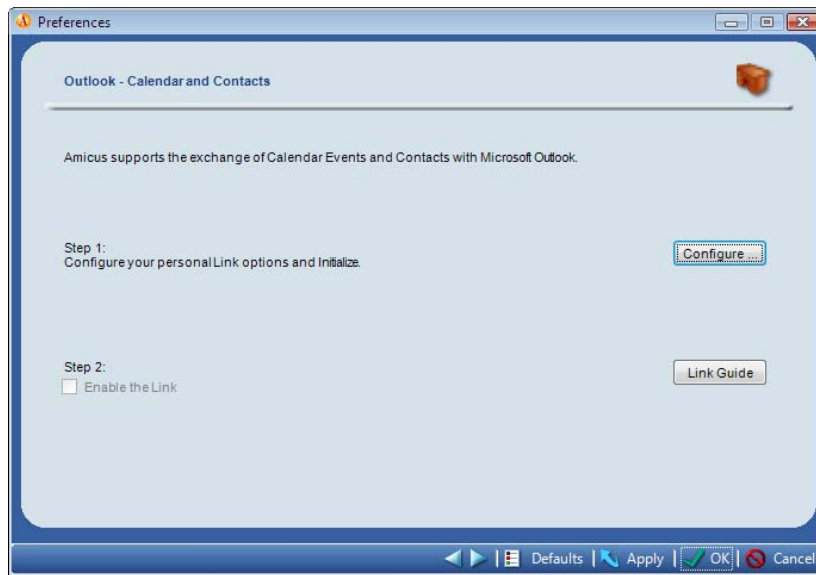 Preferences
Outlook - Calendar and Contacts
Amicus supports the exchange of Calendar Events and Contacts with Microsoft Outlook.
Step 1:
Configure your personal Link options and Initialize.
Configure ...
Step 2:
Enable the Link
Link Guide
Defaults Apply OK Cancel